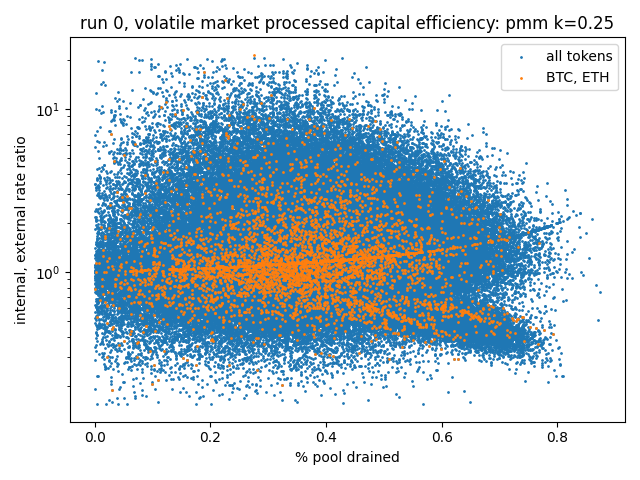 run 0, volatile market processed capital efficiency: pmm k=0.25
all tokens
BTC, ETH
internal, external rate ratio
10¹
10⁰
0.0 0.2 0.4 0.6 0.8
% pool drained